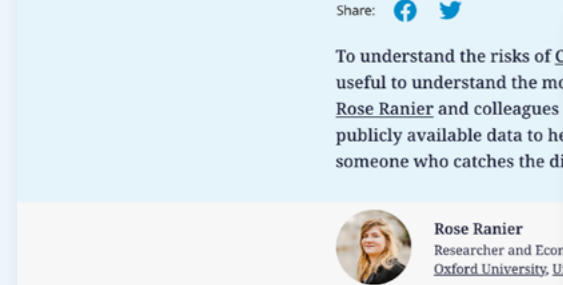 Share:
To understand the risks of
useful to understand the mo
Rose Ranier and colleagues
publicly available data to he
someone who catches the di
Rose Ranier
Researcher and Econ
Oxford University, U